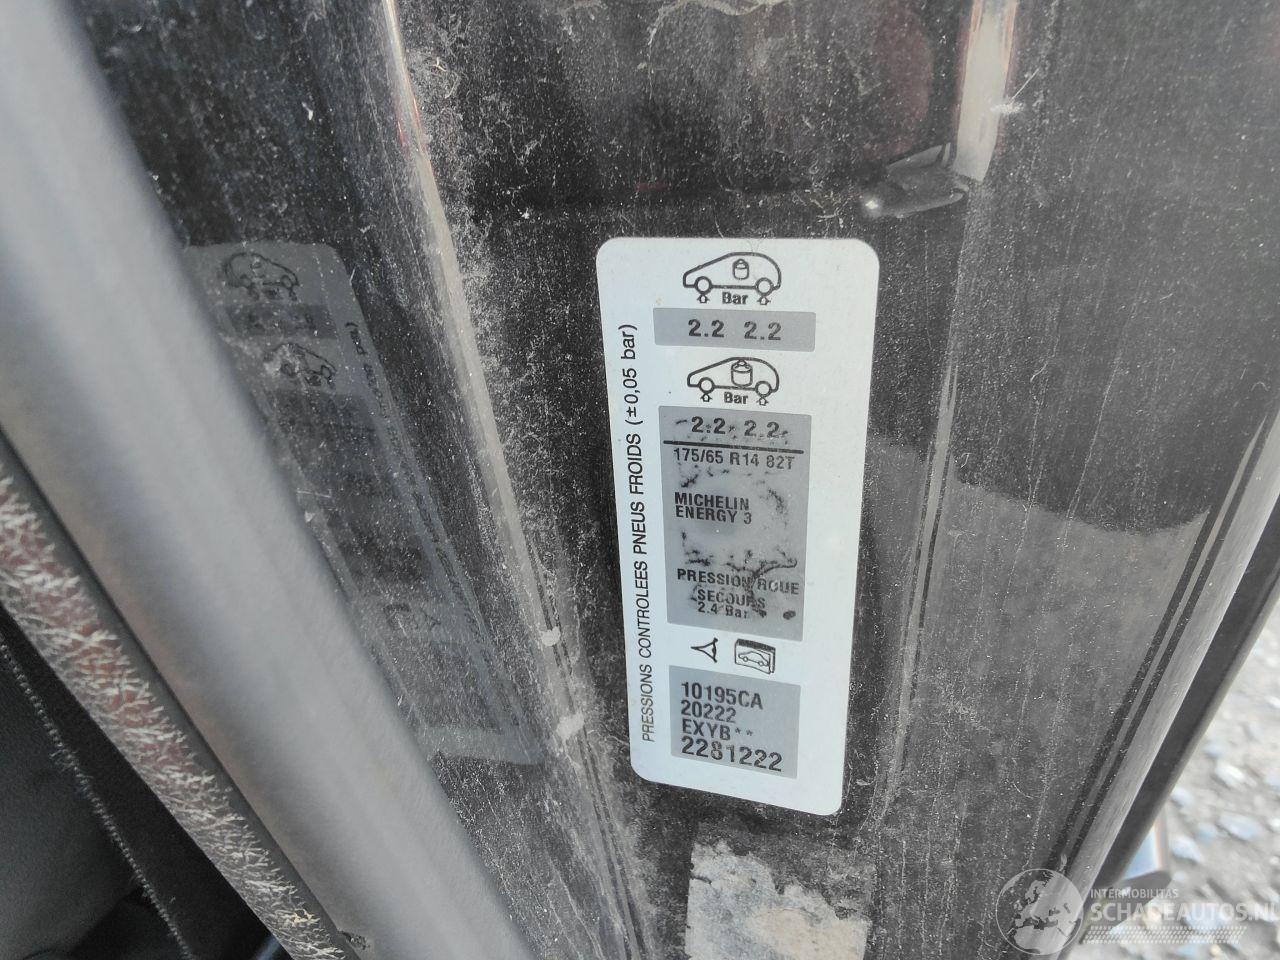 Bar
2.2 2.2
Bar
2.2 2.2
175/65 R14 82T
MICHELIN
ENERGY 3
PRESSION ROUE
SECOURS
2.4 Bar
10195CA
20222
EXYB**
2281222
PRESSIONS CONTROLEES PNEUS FROIDS (±0,05 bar)
INTERMOBILITAS
SCHADEAUTOS.NL